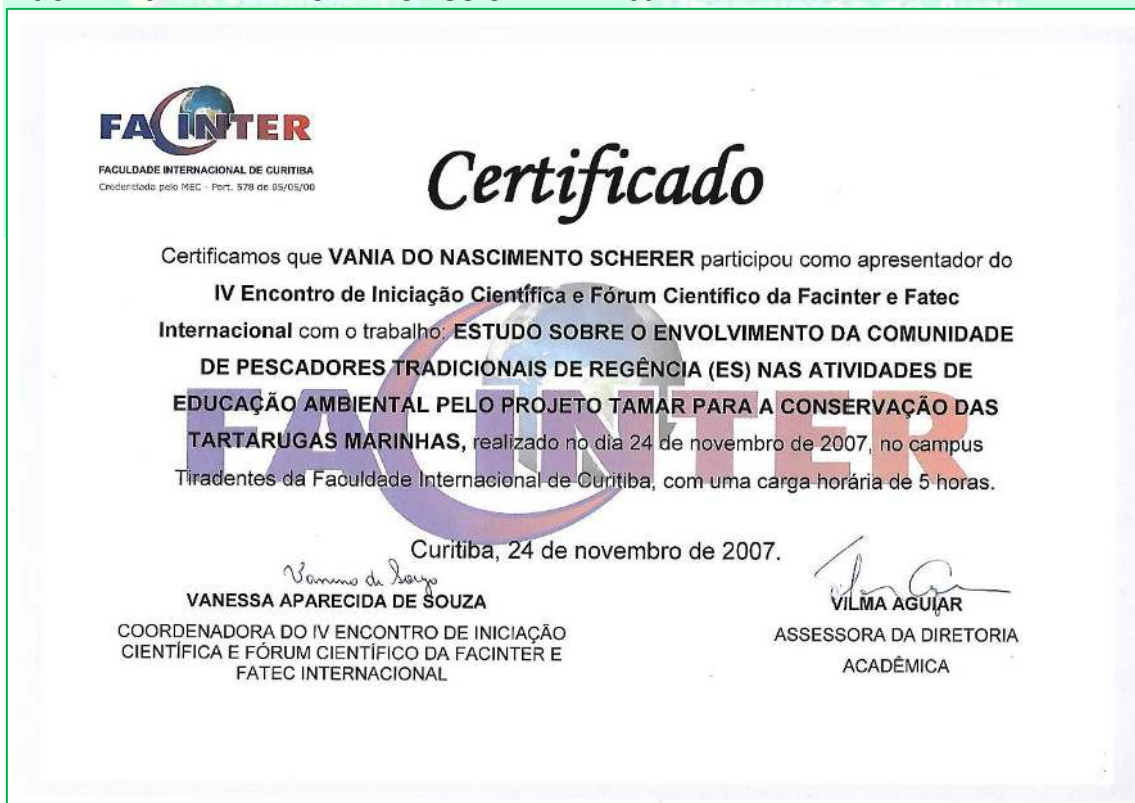 FACINTER
FACULDADE INTERNACIONAL DE CURITIBA
Credenciada pelo MEC - Port. 578 de 05/05/00
Certificado
Certificamos que VANIA DO NASCIMENTO SCHERER participou como apresentador do
IV Encontro de Iniciação Científica e Fórum Científico da Facinter e Fatec
Internacional com o trabalho: ESTUDO SOBRE O ENVOLVIMENTO DA COMUNIDADE
DE PESCADORES TRADICIONAIS DE REGÊNCIA (ES) NAS ATIVIDADES DE
EDUCAÇÃO AMBIENTAL PELO PROJETO TAMAR PARA A CONSERVAÇÃO DAS
TARTARUGAS MARINHAS, realizado no dia 24 de novembro de 2007, no campus
Tiradentes da Faculdade Internacional de Curitiba, com uma carga horária de 5 horas.
FACINTER
Curitiba, 24 de novembro de 2007.
VANESSA APARECIDA DE SOUZA
COORDENADORA DO IV ENCONTRO DE INICIAÇÃO
CIENTÍFICA E FÓRUM CIENTÍFICO DA FACINTER E
FATEC INTERNACIONAL
VILMA AGUIAR
ASSESSORA DA DIRETORIA
ACADÊMICA